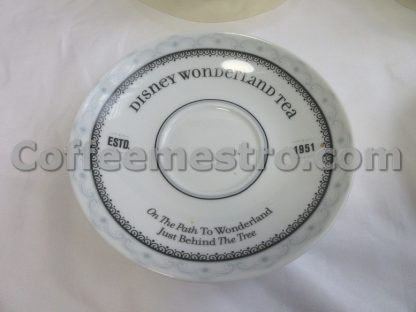 DISNEY WONDERLAND TEA
ESTD. 1951
Coffeemestro.com
On The Path To Wonderland
Just Behind The Tree